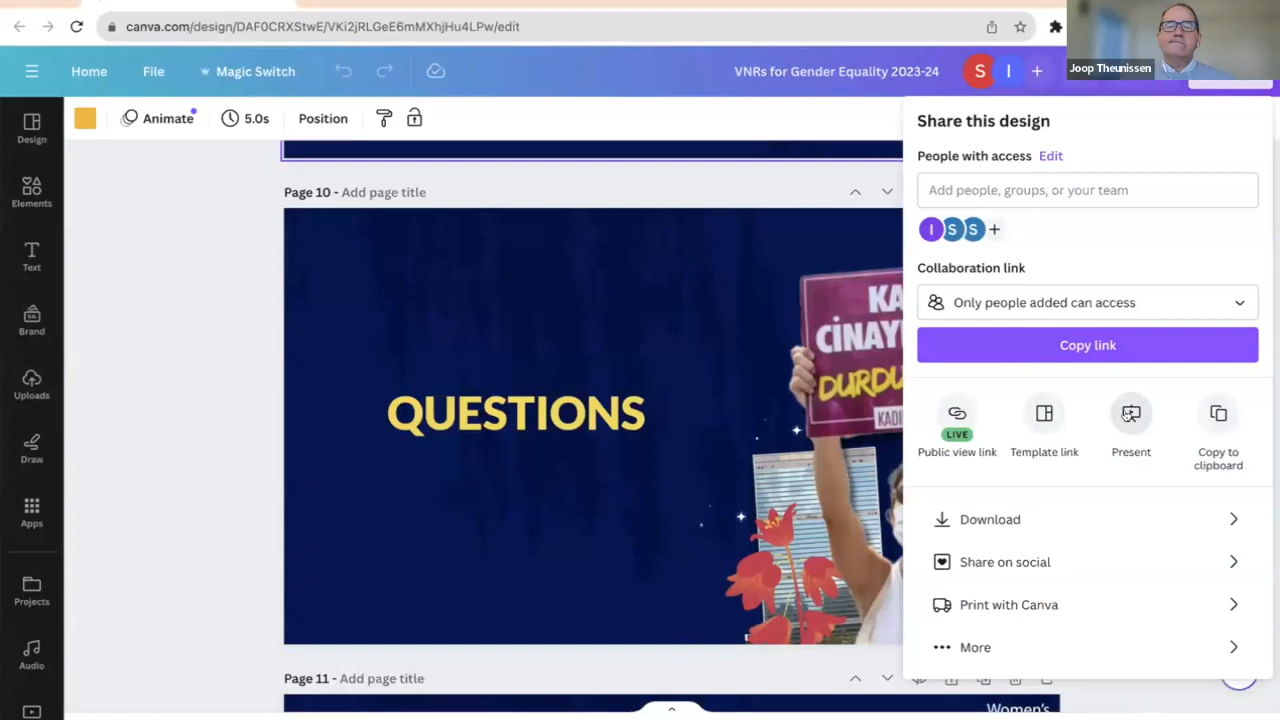 canva.com/design/DAF0CRXStwE/VKi2jRLGeE6mMXhjHu4LPw/edit
Joop Theunissen
Home
File
Magic Switch
VNRs for Gender Equality 2023-24
S
I
+
Animate
5.0s
Position
Design
Elements
Text
Brand
Uploads
Draw
Apps
Projects
Audio
Page 10 - Add page title
QUESTIONS
KA
CİNAY
DURDU
KADI
Page 11 - Add page title
Women's
Share this design
People with access Edit
Add people, groups, or your team
I S S +
Collaboration link
Only people added can access
Copy link
LIVE
Public view link
Template link
Present
Copy to
clipboard
Download
Share on social
Print with Canva
More